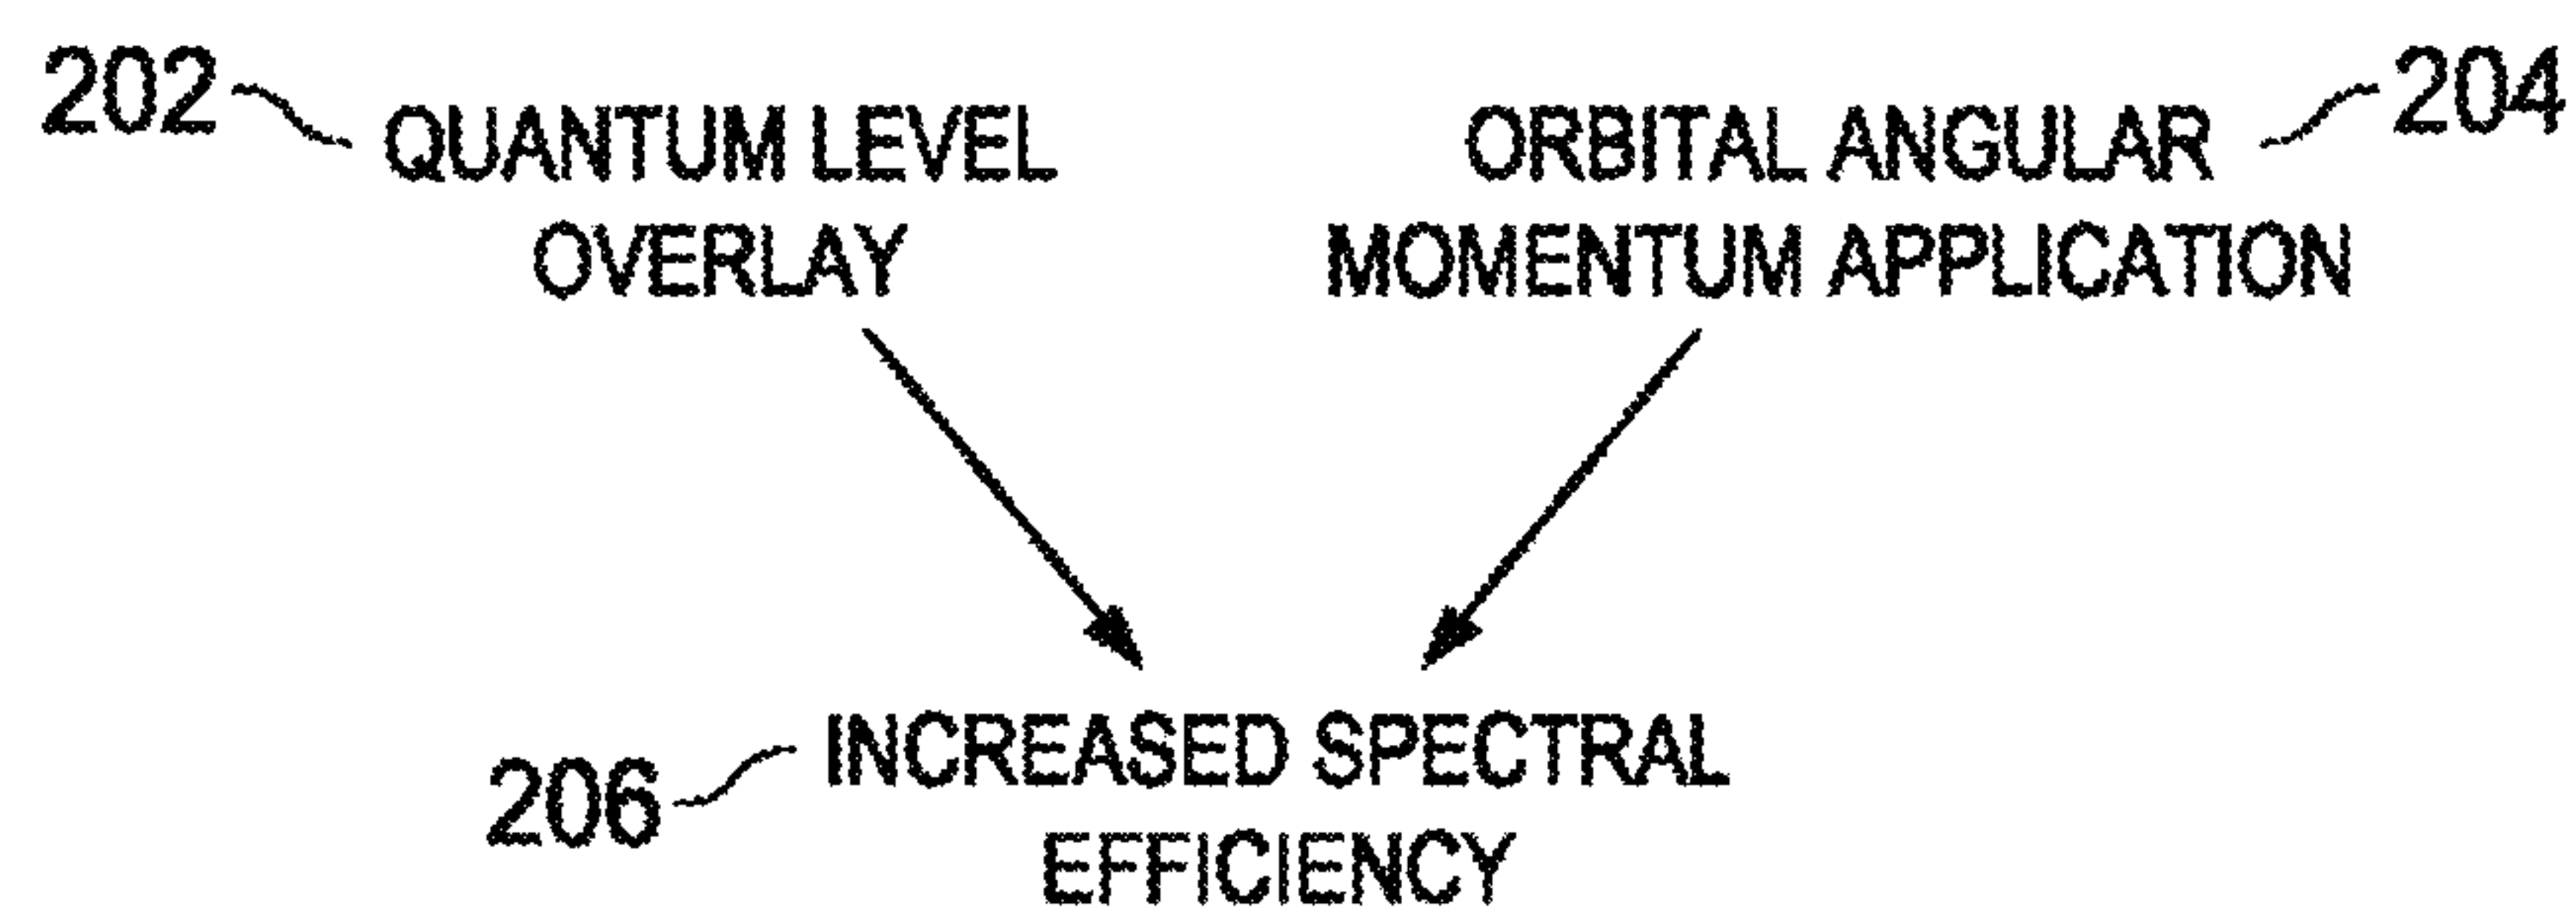 202
QUANTUM LEVEL
OVERLAY
ORBITAL ANGULAR
MOMENTUM APPLICATION
204
INCREASED SPECTRAL
EFFICIENCY
206